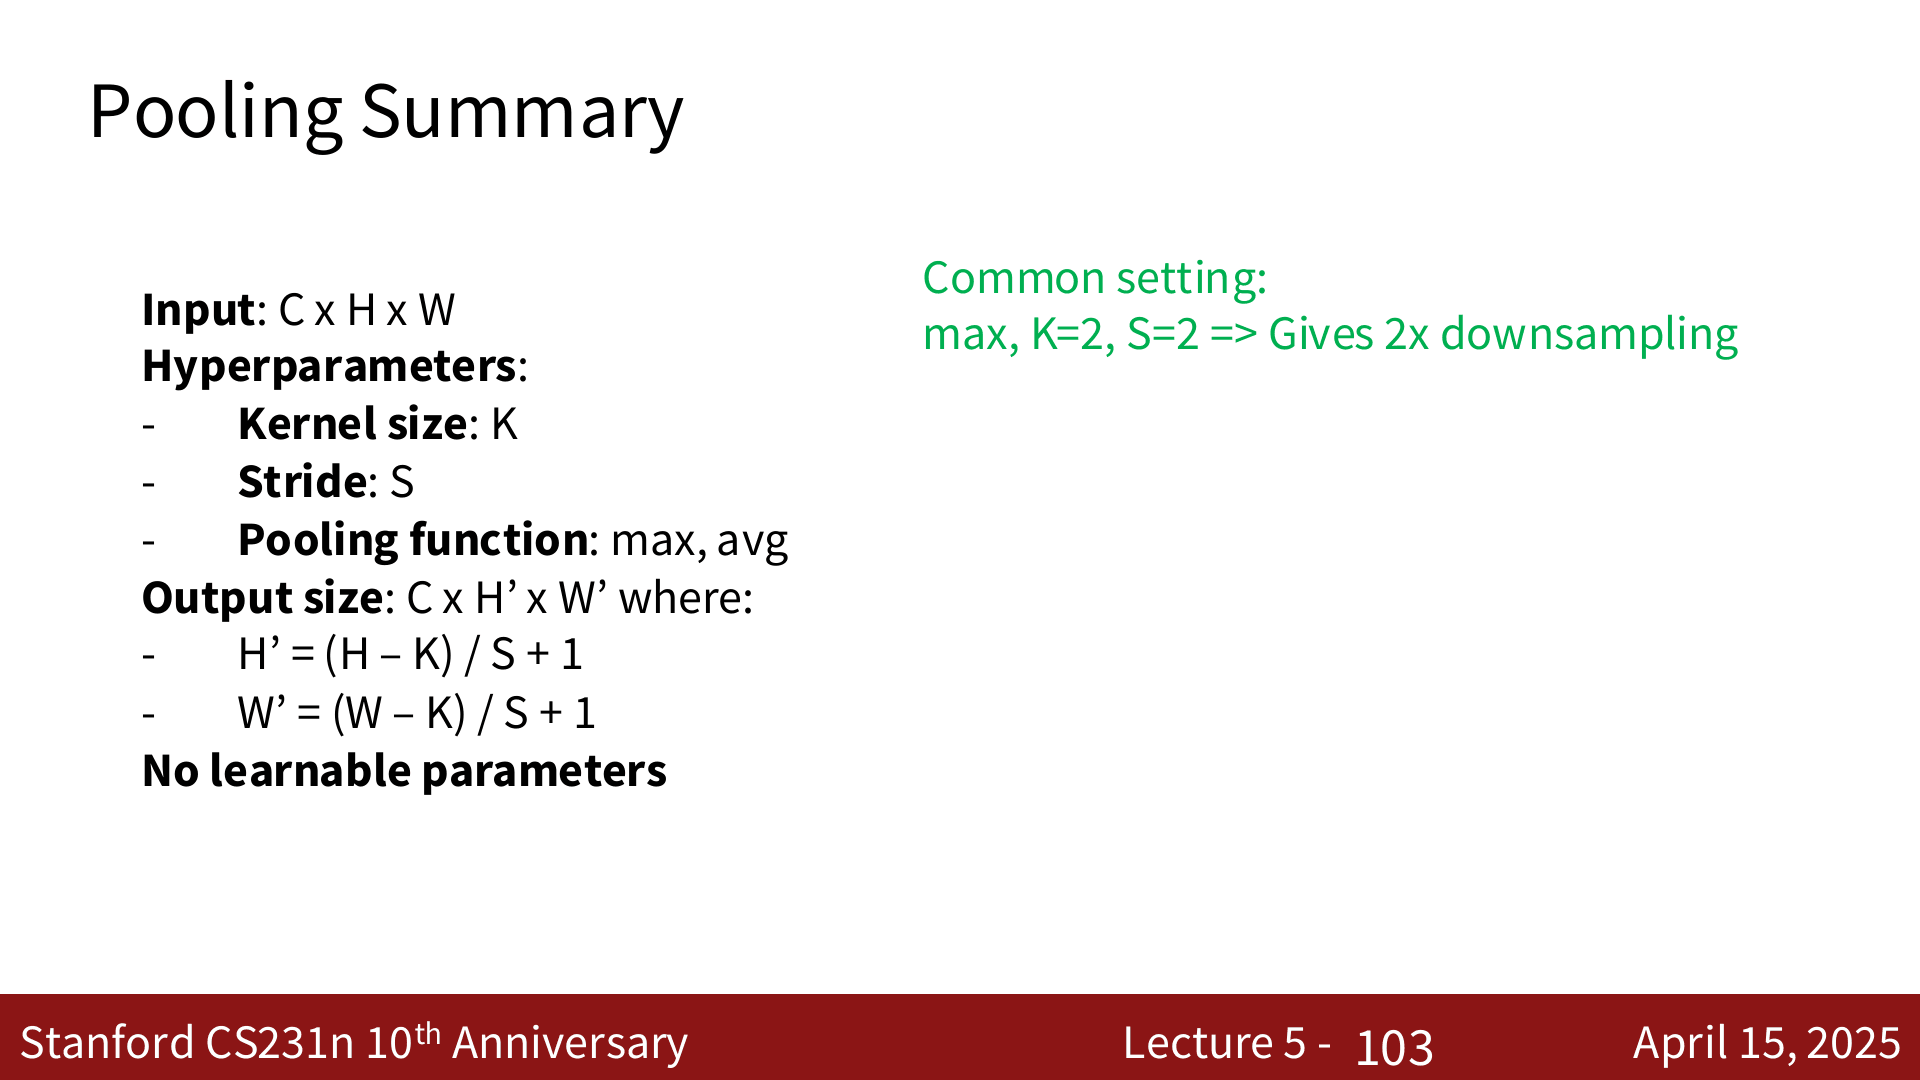 Pooling Summary
Input: C x H x W
Hyperparameters:
- Kernel size: K
- Stride: S
- Pooling function: max, avg
Output size: C x H’ x W’ where:
- H’ = (H – K) / S + 1
- W’ = (W – K) / S + 1
No learnable parameters
Common setting:
max, K=2, S=2 => Gives 2x downsampling
Stanford CS231n 10th Anniversary
Lecture 5 - 103
April 15, 2025